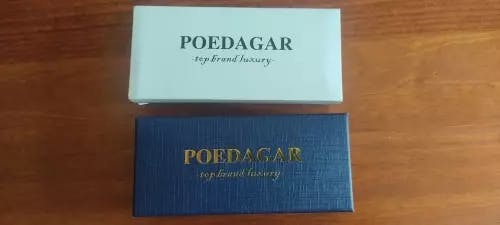 POEDAGAR
-top brand luxury-
POEDAGAR
-top brand luxury-